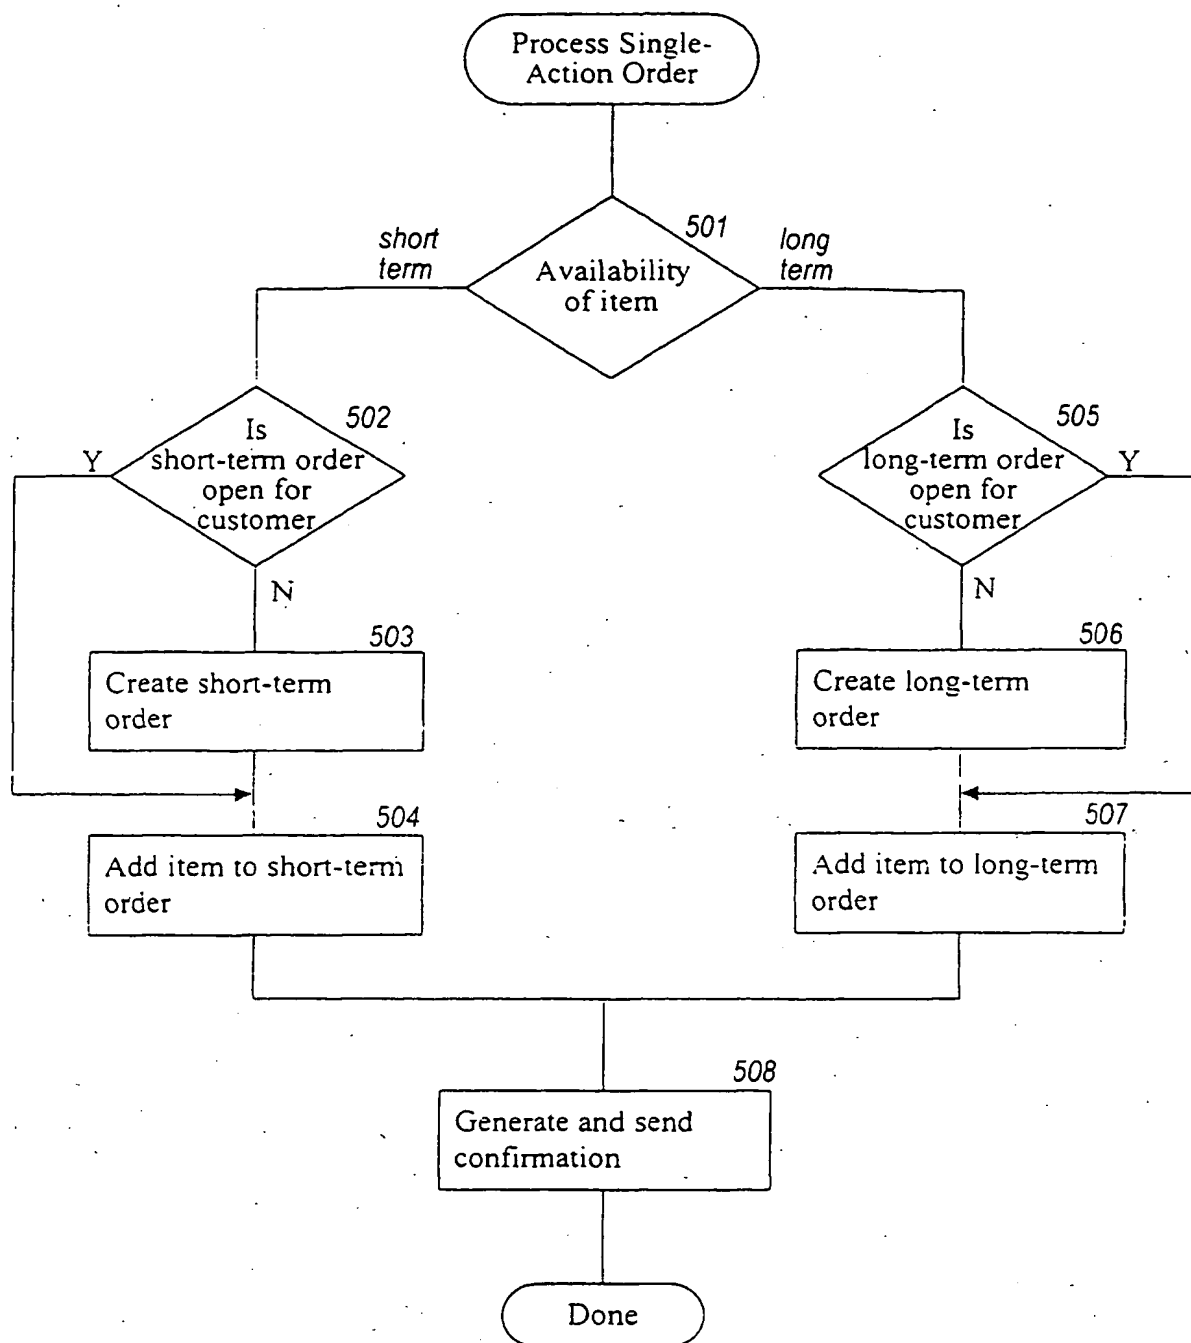 Process Single-
Action Order
501
short
term
long
term
Availability
of item
502
Is
short-term order
open for
customer
Y
N
505
Is
long-term order
open for
customer
Y
N
503
Create short-term
order
506
Create long-term
order
504
Add item to short-term
order
507
Add item to long-term
order
508
Generate and send
confirmation
Done